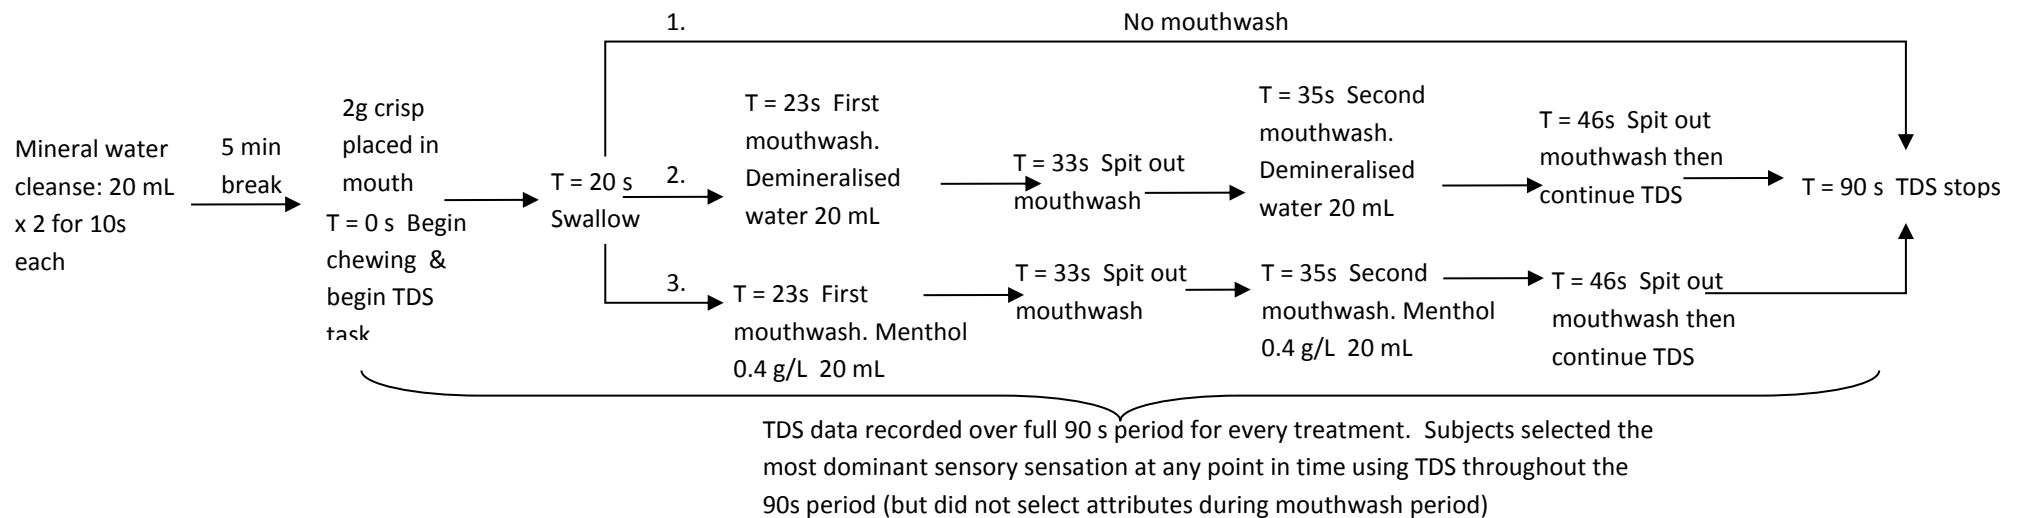 1.
No mouthwash
Mineral water
cleanse: 20 mL
x 2 for 10s
each
5 min
break
2g crisp
placed in
mouth
T = 0 s  Begin
chewing  &
begin TDS
task
T = 20 s
Swallow
2.
T = 23s  First
mouthwash.
Demineralised
water 20 mL
T = 33s  Spit out
mouthwash
T = 35s  Second
mouthwash.
Demineralised
water 20 mL
T = 46s  Spit out
mouthwash then
continue TDS
T = 90 s  TDS stops
3.
T = 23s  First
mouthwash. Menthol
0.4 g/L  20 mL
T = 33s  Spit out
mouthwash
T = 35s  Second
mouthwash. Menthol
0.4 g/L  20 mL
T = 46s  Spit out
mouthwash then
continue TDS
TDS data recorded over full 90 s period for every treatment.  Subjects selected the
most dominant sensory sensation at any point in time using TDS throughout the
90s period (but did not select attributes during mouthwash period)